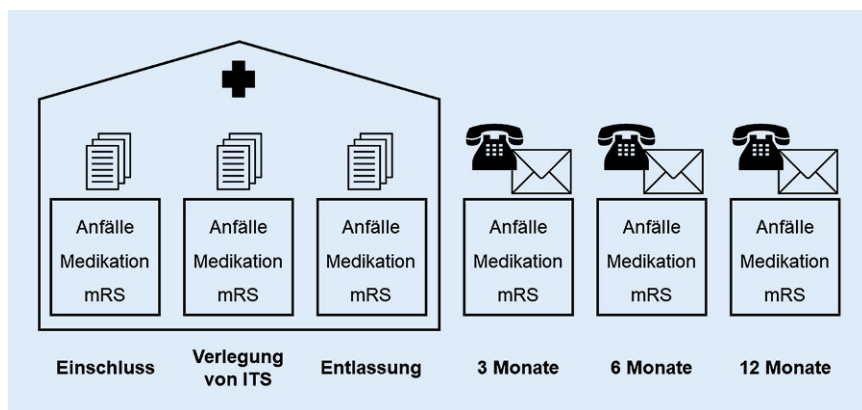 Anfälle
Medikation
mRS
Anfälle
Medikation
mRS
Anfälle
Medikation
mRS
Anfälle
Medikation
mRS
Anfälle
Medikation
mRS
Anfälle
Medikation
mRS
Einschluss
Verlegung
von ITS
Entlassung
3 Monate
6 Monate
12 Monate